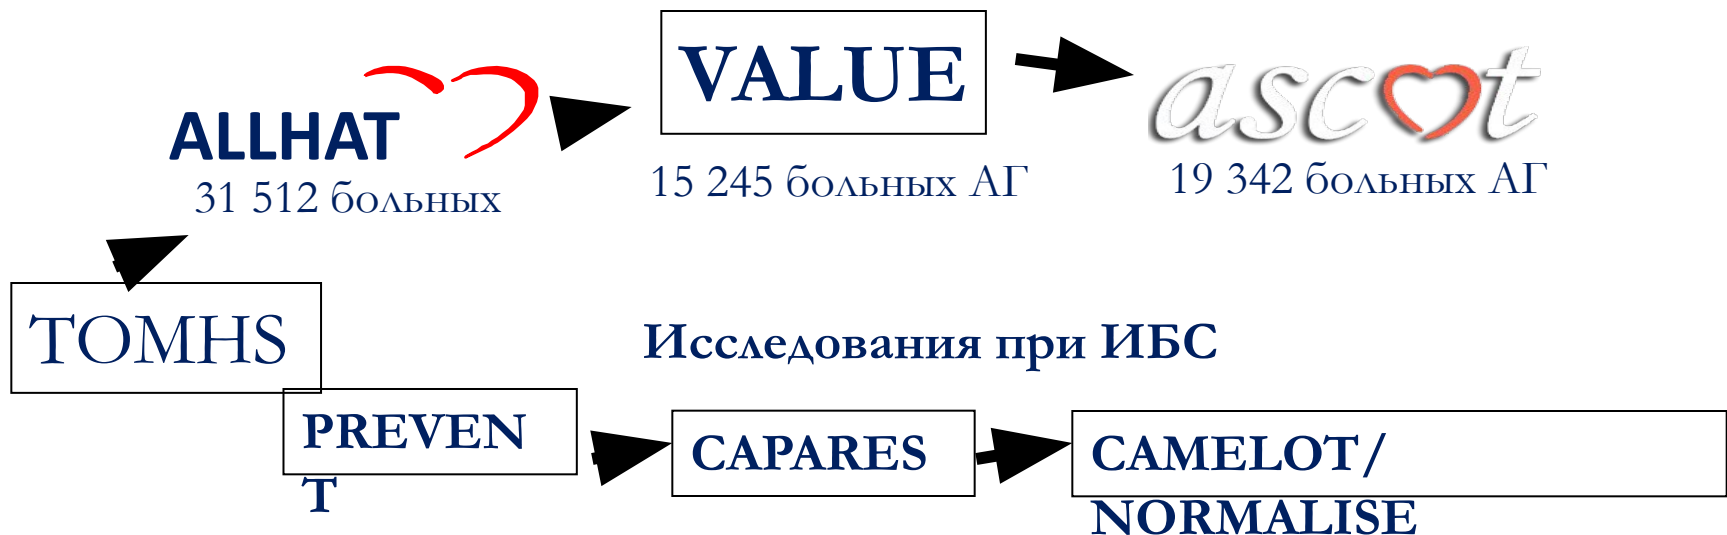 ALLHAT
31 512 больных
VALUE
15 245 больных АГ
ascot
19 342 больных АГ
TOMHS
Исследования при ИБС
PREVEN
T
CAPARES
CAMELOT/
NORMALISE